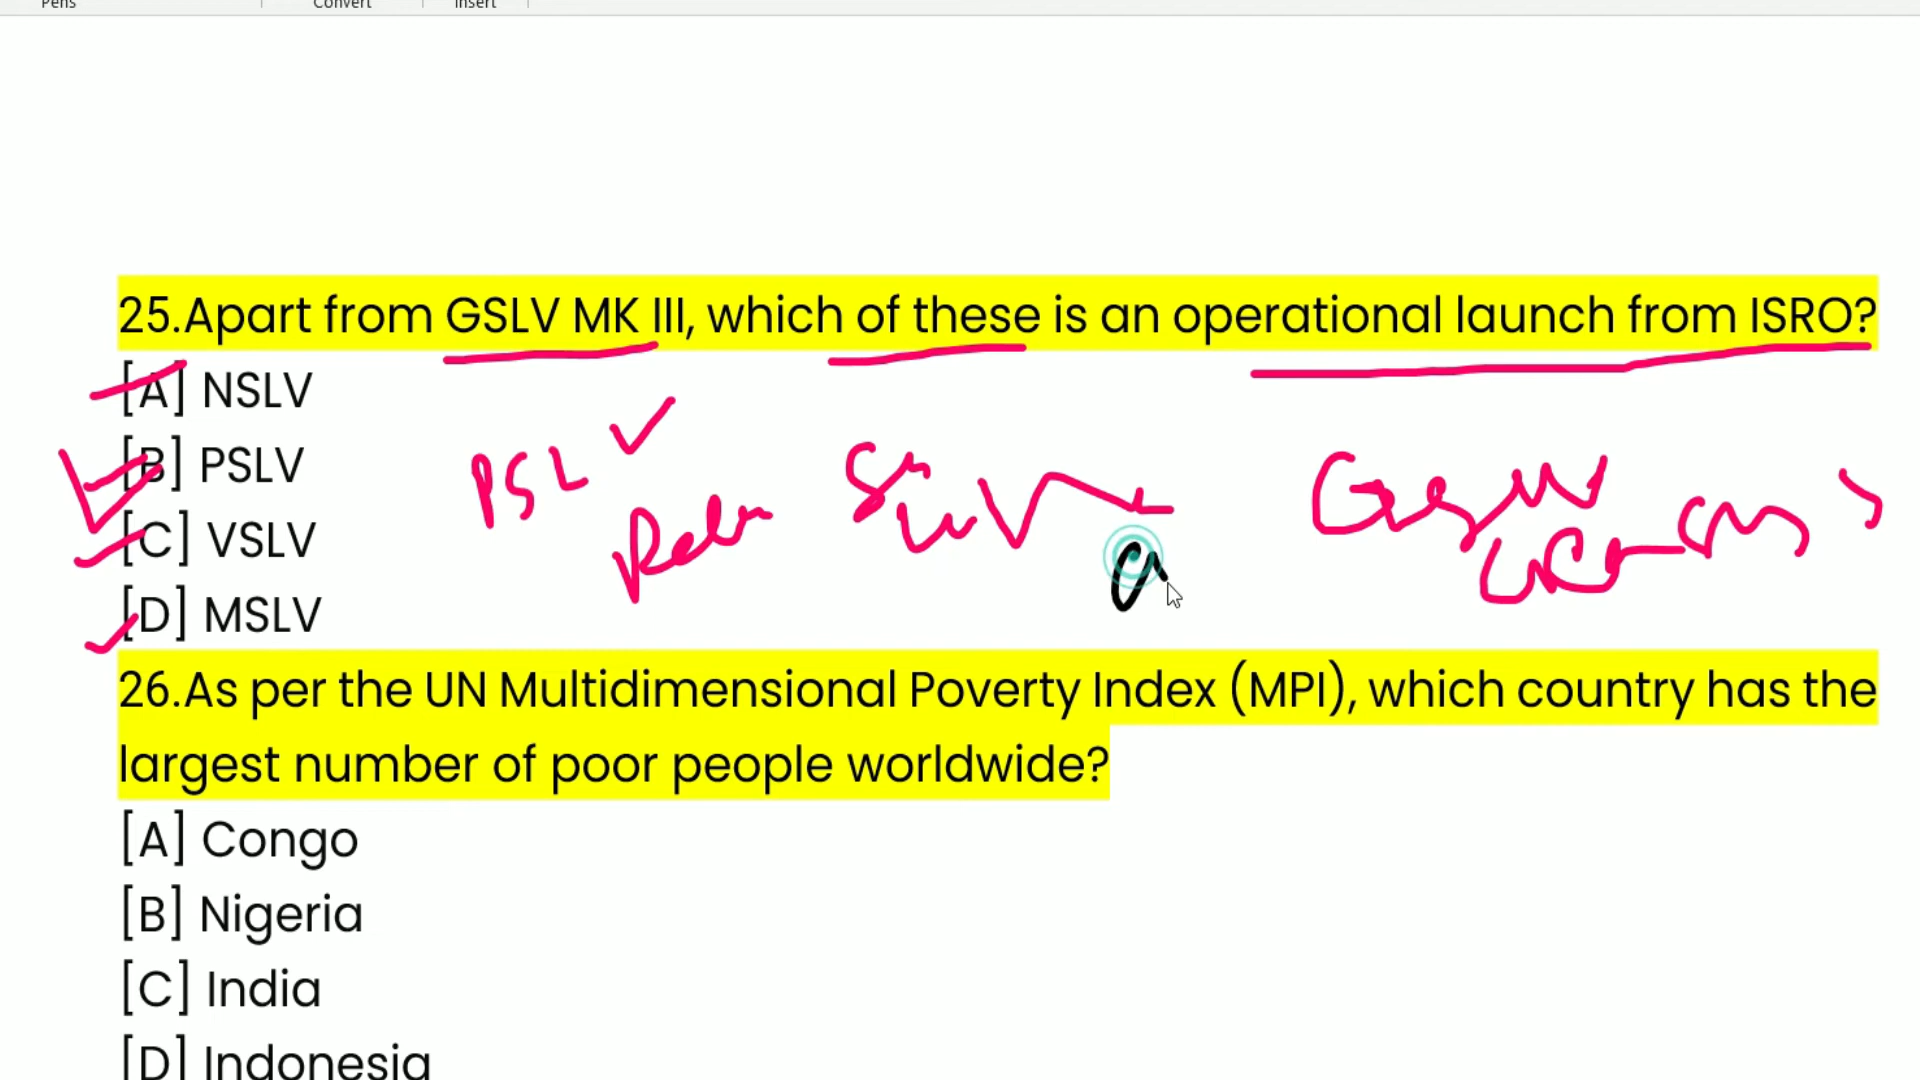 Pens Convert Insert
25.Apart from GSLV MK III, which of these is an operational launch from ISRO?
[A] NSLV
[B] PSLV
PSL
[C] VSLV
[D] MSLV
26.As per the UN Multidimensional Poverty Index (MPI), which country has the
largest number of poor people worldwide?
[A] Congo
[B] Nigeria
[C] India
[D] Indonesia